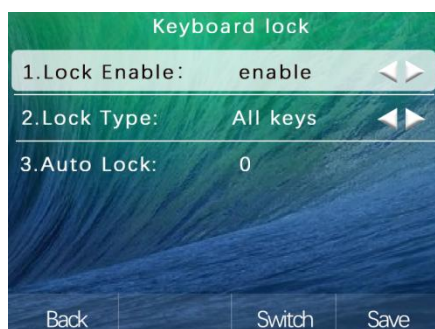 Keyboard lock
1.Lock Enable: enable
2.Lock Type: All keys
3.Auto Lock: 0
Back Switch Save